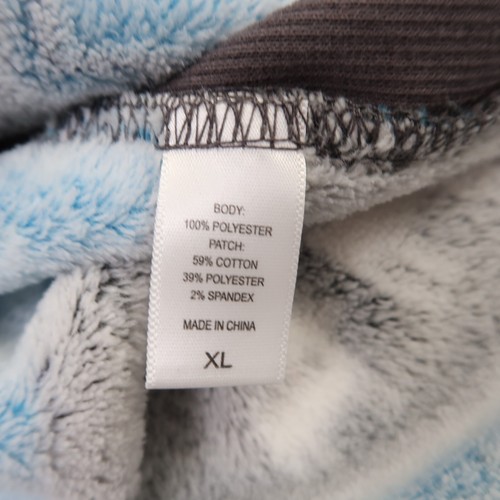 BODY:
100% POLYESTER
PATCH:
59% COTTON
39% POLYESTER
2% SPANDEX
MADE IN CHINA
XL